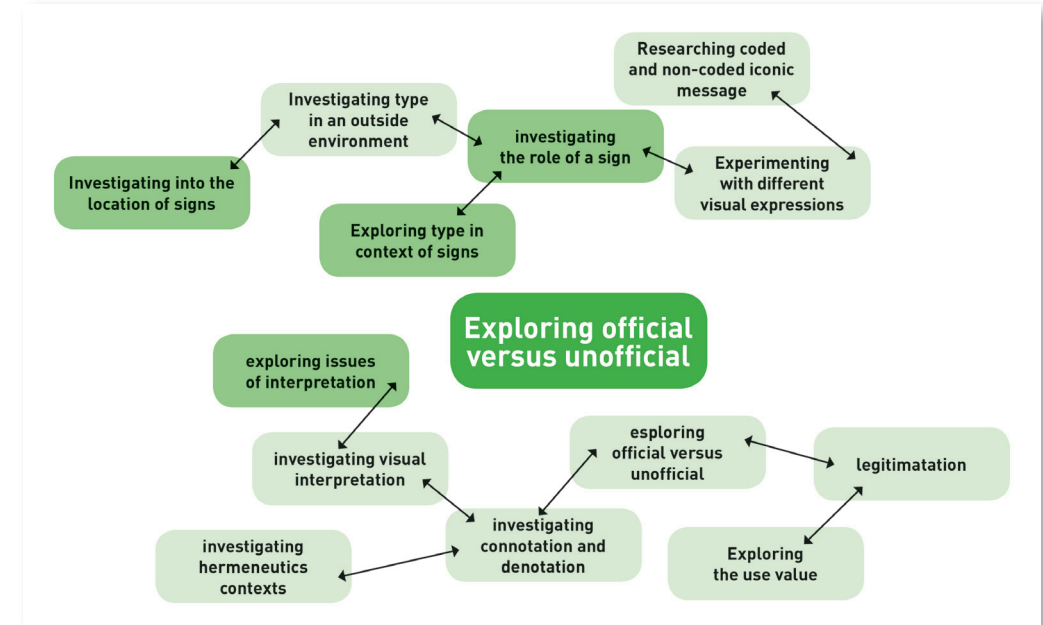 Researching coded
and non-coded iconic
message
Investigating type
in an outside
environment
investigating
the role of a sign
Experimenting
with different
visual expressions
Investigating into the
location of signs
Exploring type in
context of signs
Exploring official
versus unofficial
exploring issues
of interpretation
esploring
official versus
unofficial
investigating visual
interpretation
legitimatation
investigating
connotation and
denotation
investigating
hermeneutics
contexts
Exploring
the use value